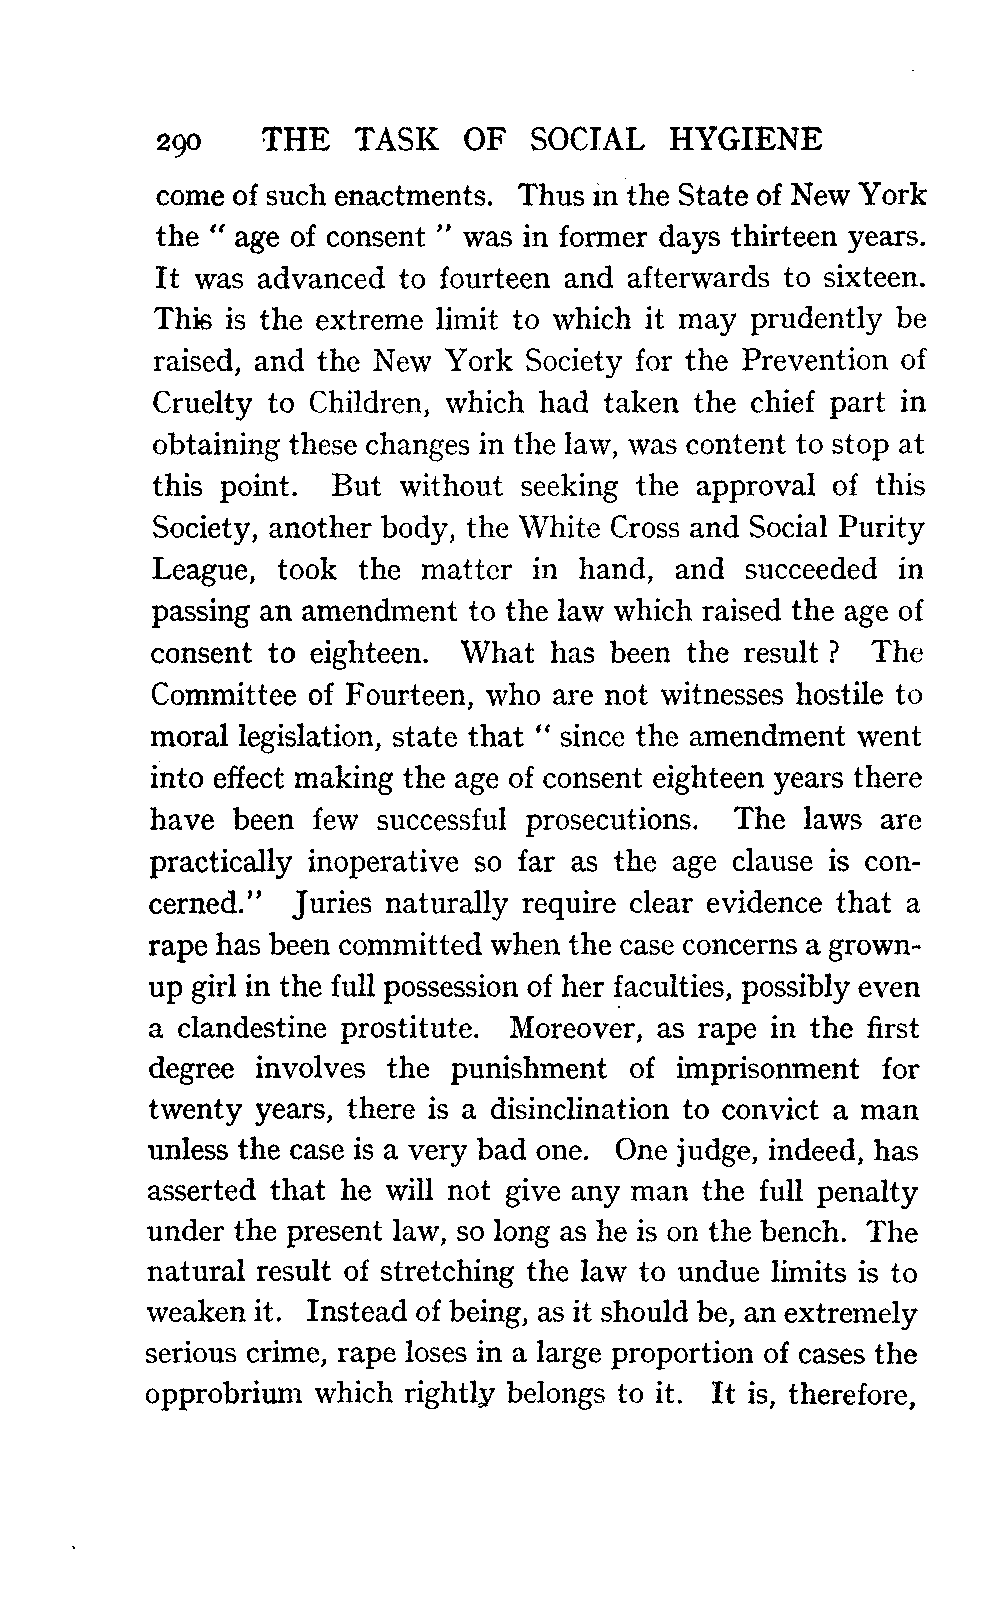 290 THE TASK OF SOCIAL HYGIENE
come of such enactments. Thus in the State of New York
the " age of consent " was in former days thirteen years.
It was advanced to fourteen and afterwards to sixteen.
This is the extreme limit to which it may prudently be
raised, and the New York Society for the Prevention of
Cruelty to Children, which had taken the chief part in
obtaining these changes in the law, was content to stop at
this point. But without seeking the approval of this
Society, another body, the White Cross and Social Purity
League, took the matter in hand, and succeeded in
passing an amendment to the law which raised the age of
consent to eighteen. What has been the result ? The
Committee of Fourteen, who are not witnesses hostile to
moral legislation, state that " since the amendment went
into effect making the age of consent eighteen years there
have been few successful prosecutions. The laws are
practically inoperative so far as the age clause is con-
cerned." Juries naturally require clear evidence that a
rape has been committed when the case concerns a grown-
up girl in the full possession of her faculties, possibly even
a clandestine prostitute. Moreover, as rape in the first
degree involves the punishment of imprisonment for
twenty years, there is a disinclination to convict a man
unless the case is a very bad one. One judge, indeed, has
asserted that he will not give any man the full penalty
under the present law, so long as he is on the bench. The
natural result of stretching the law to undue limits is to
weaken it. Instead of being, as it should be, an extremely
serious crime, rape loses in a large proportion of cases the
opprobrium which rightly belongs to it. It is, therefore,